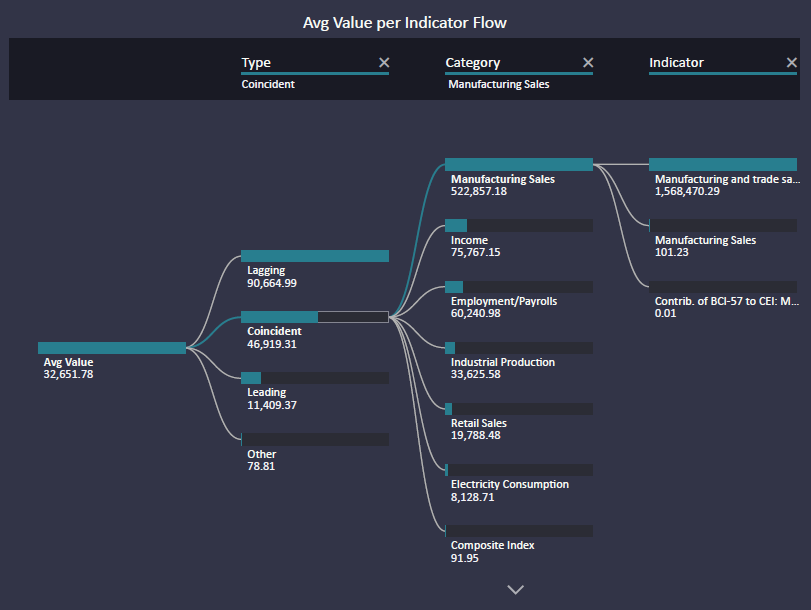 Avg Value per Indicator Flow
Type
Category
Indicator
Coincident
Manufacturing Sales
Avg Value
32,651.78
Lagging
90,664.99
Coincident
46,919.31
Leading
11,409.37
Other
78.81
Manufacturing Sales
522,857.18
Income
75,767.15
Employment/Payrolls
60,240.98
Industrial Production
33,625.58
Retail Sales
19,788.48
Electricity Consumption
8,128.71
Composite Index
91.95
Manufacturing and trade sa...
1,568,470.29
Manufacturing Sales
101.23
Contrib. of BCI-57 to CEI: M...
0.01